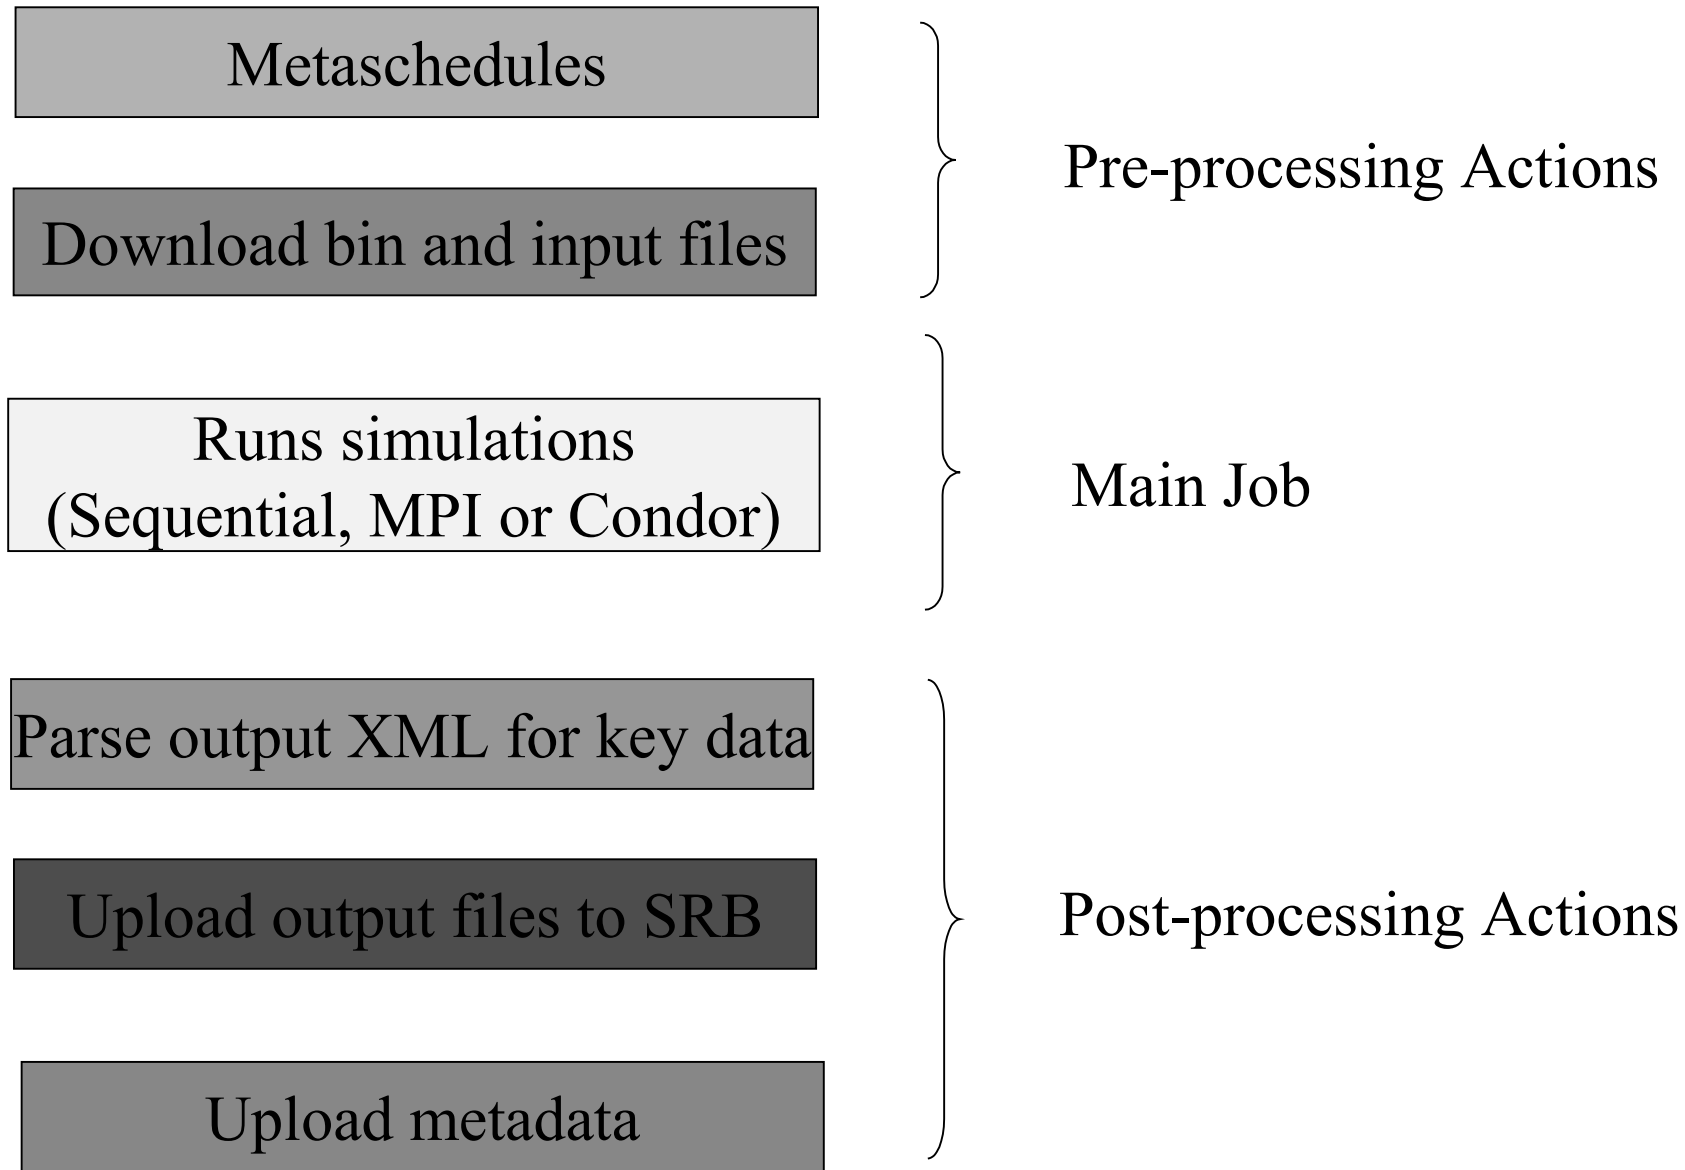 Metaschedules
Download bin and input files
Pre-processing Actions
Runs simulations
(Sequential, MPI or Condor)
Main Job
Parse output XML for key data
Upload output files to SRB
Upload metadata
Post-processing Actions